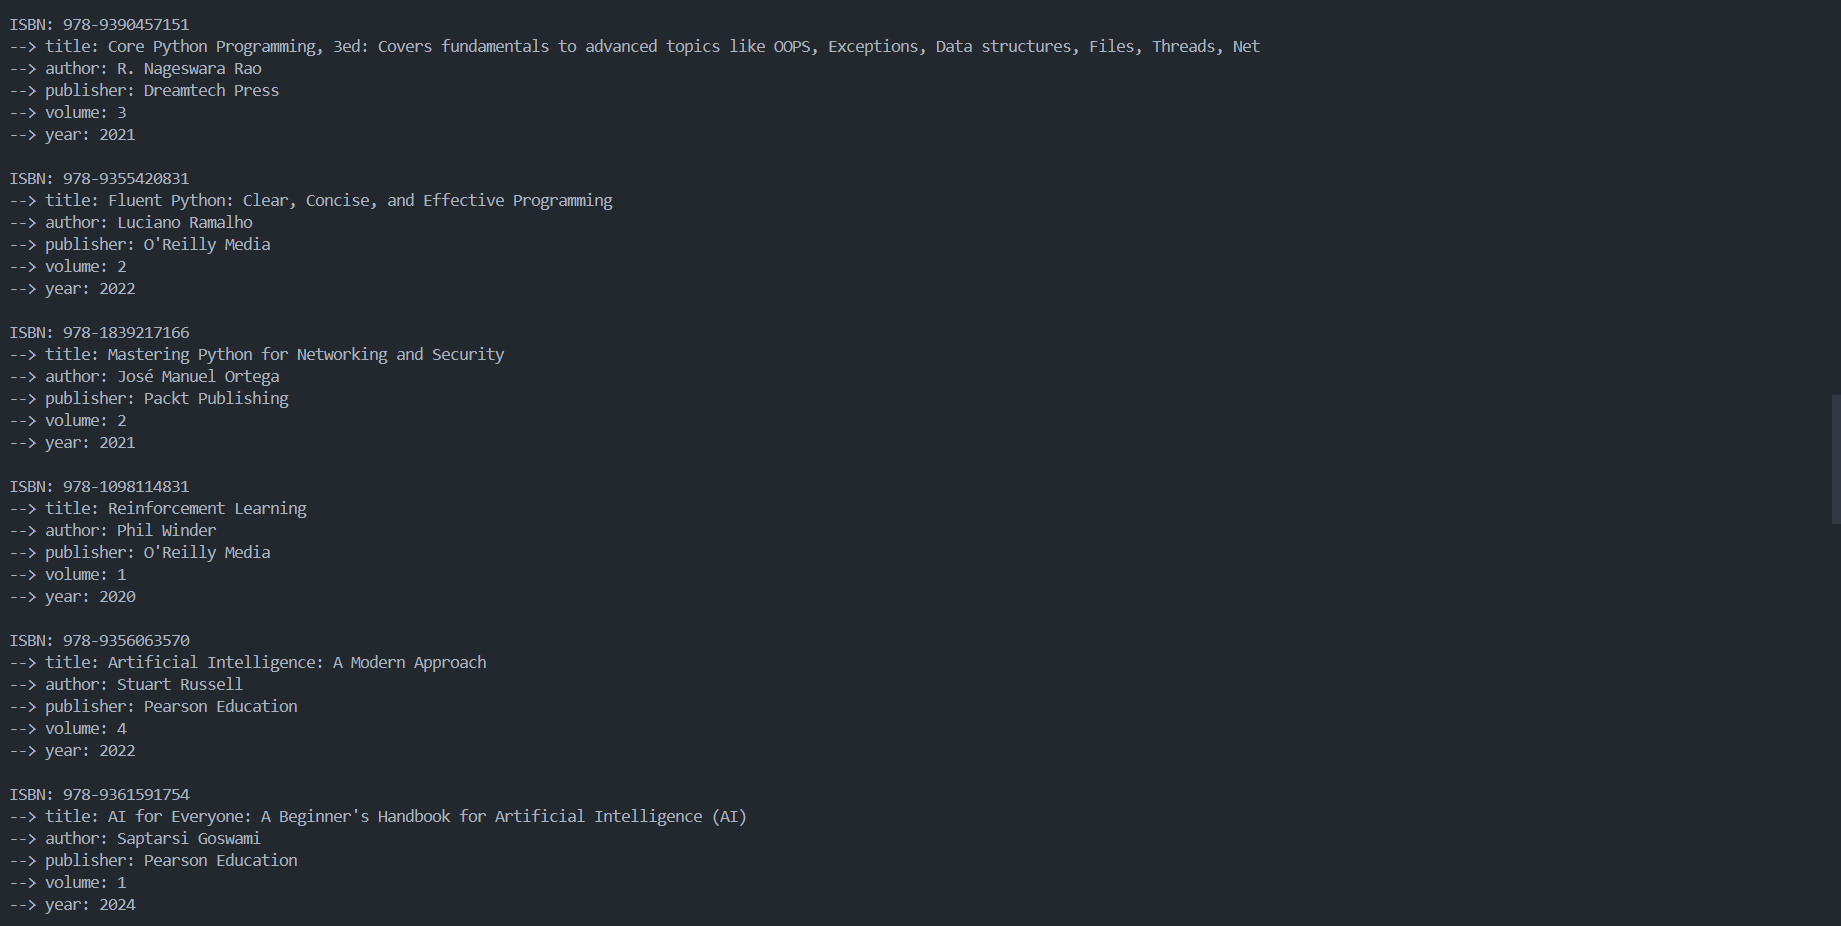 ISBN: 978-9390457151
--> title: Core Python Programming, 3ed: Covers fundamentals to advanced topics like OOPS, Exceptions, Data structures, Files, Threads, Net
--> author: R. Nageswara Rao
--> publisher: Dreamtech Press
--> volume: 3
--> year: 2021
ISBN: 978-9355420831
--> title: Fluent Python: Clear, Concise, and Effective Programming
--> author: Luciano Ramalho
--> publisher: O'Reilly Media
--> volume: 2
--> year: 2022
ISBN: 978-1839217166
--> title: Mastering Python for Networking and Security
--> author: José Manuel Ortega
--> publisher: Packt Publishing
--> volume: 2
--> year: 2021
ISBN: 978-1098114831
--> title: Reinforcement Learning
--> author: Phil Winder
--> publisher: O'Reilly Media
--> volume: 1
--> year: 2020
ISBN: 978-9356063570
--> title: Artificial Intelligence: A Modern Approach
--> author: Stuart Russell
--> publisher: Pearson Education
--> volume: 4
--> year: 2022
ISBN: 978-9361591754
--> title: AI for Everyone: A Beginner's Handbook for Artificial Intelligence (AI)
--> author: Saptarsi Goswami
--> publisher: Pearson Education
--> volume: 1
--> year: 2024